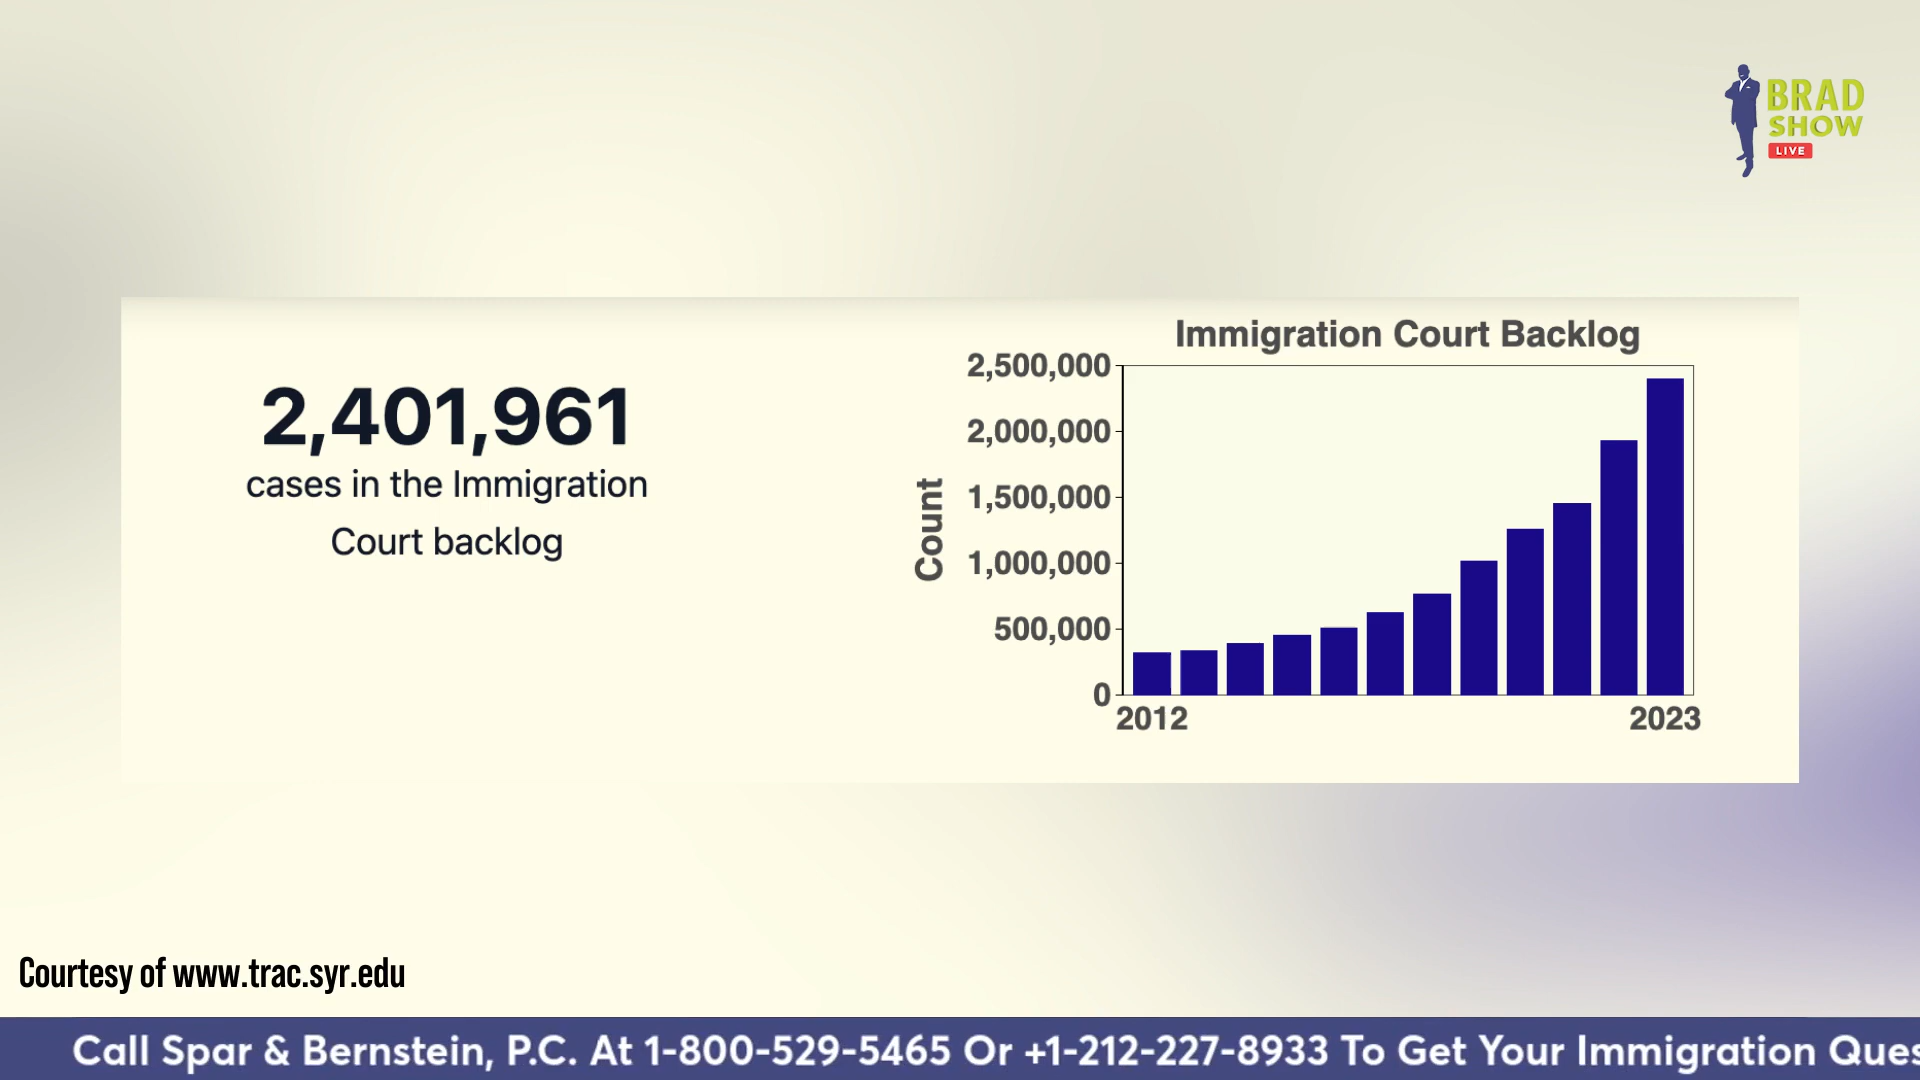 BRAD
SHOW
LIVE
2,401,961
cases in the Immigration
Court backlog
Immigration Court Backlog
Count
2,500,000
2,000,000
1,500,000
1,000,000
500,000
0
2012
2023
Courtesy of www.trac.syr.edu
Call Spar & Bernstein, P.C. At 1-800-529-5465 Or +1-212-227-8933 To Get Your Immigration Ques